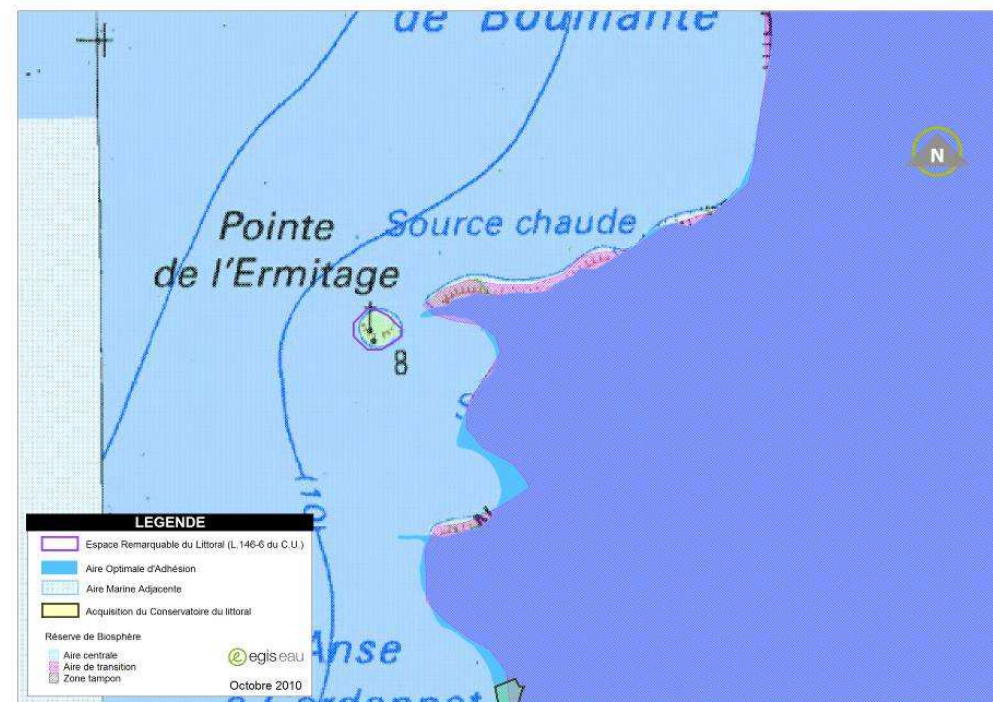 de Bouillante
N
Source chaude
Pointe
de l'Ermitage
8
10
LEGENDE
Espace Remarquable du Littoral (L.146-6 du C.U.)
Aire Optimale d'Adhésion
Aire Marine Adjacente
Acquisition du Conservatoire du littoral
Réserve de Biosphère
Aire centrale
Aire de transition
Zone tampon
egis eau
Octobre 2010
Anse